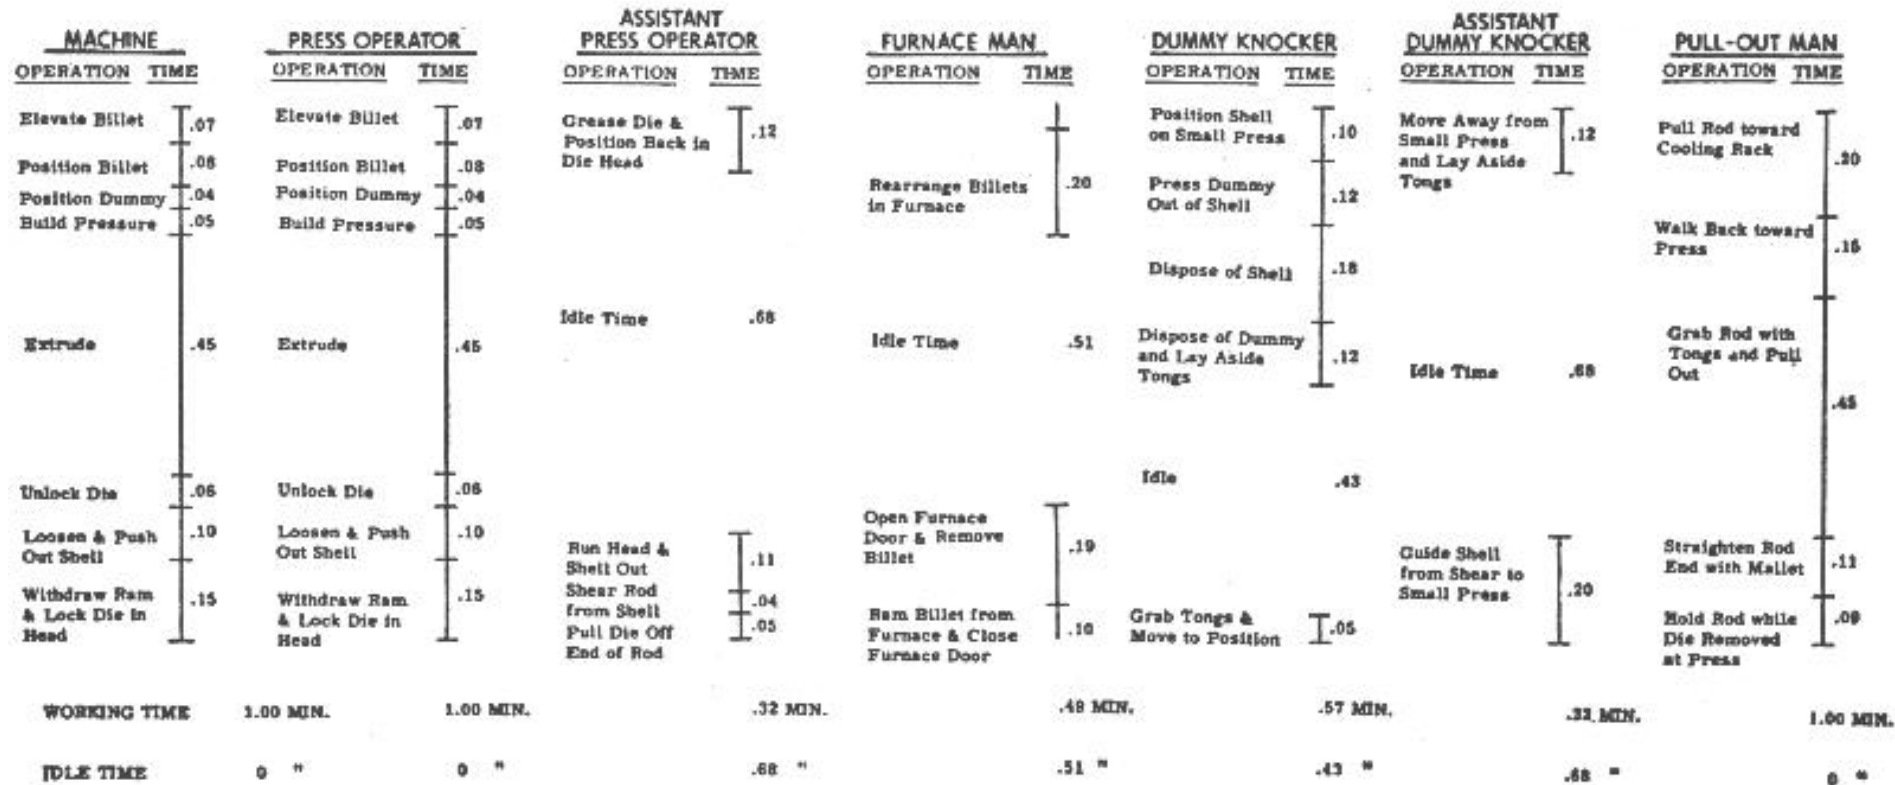 MACHINE
OPERATION TIME
Elevate Billet .07
Position Billet .08
Position Dummy .04
Build Pressure .05
Extrude .45
Unlock Die .06
Loosen & Push .10
Out Shell
Withdraw Ram .15
& Lock Die in
Head
PRESS OPERATOR
OPERATION TIME
Elevate Billet .07
Position Billet .08
Position Dummy .04
Build Pressure .05
Extrude .45
Unlock Die .06
Loosen & Push .10
Out Shell
Withdraw Ram .15
& Lock Die in
Head
ASSISTANT
PRESS OPERATOR
OPERATION TIME
Grease Die & .12
Position Back in
Die Head
Idle Time .68
Run Head & .11
Shell Out
Shear Rod .04
from Shell
Pull Die Off .05
End of Rod
FURNACE MAN
OPERATION TIME
Rearrange Billets .20
in Furnace
Idle Time .51
Open Furnace
Door & Remove .19
Billet
Ram Billet from .10
Furnace & Close
Furnace Door
DUMMY KNOCKER
OPERATION TIME
Position Shell .10
on Small Press
Press Dummy .12
Out of Shell
Dispose of Shell .18
Dispose of Dummy .12
and Lay Aside
Tongs
Idle .43
Grab Tongs & .05
Move to Position
ASSISTANT
DUMMY KNOCKER
OPERATION TIME
Move Away from .12
Small Press
and Lay Aside
Tongs
Idle Time .68
Guide Shell .20
from Shear to
Small Press
PULL-OUT MAN
OPERATION TIME
Pull Rod toward .20
Cooling Rack
Walk Back toward .15
Press
Grab Rod with .45
Tongs and Pull
Out
Straighten Rod .11
End with Mallet
Hold Rod while .09
Die Removed
at Press
WORKING TIME 1.00 MIN. 1.00 MIN. .32 MIN. .49 MIN. .57 MIN. .32 MIN. 1.00 MIN.
IDLE TIME 0 " 0 " .68 " .51 " .43 " .68 " 0 "